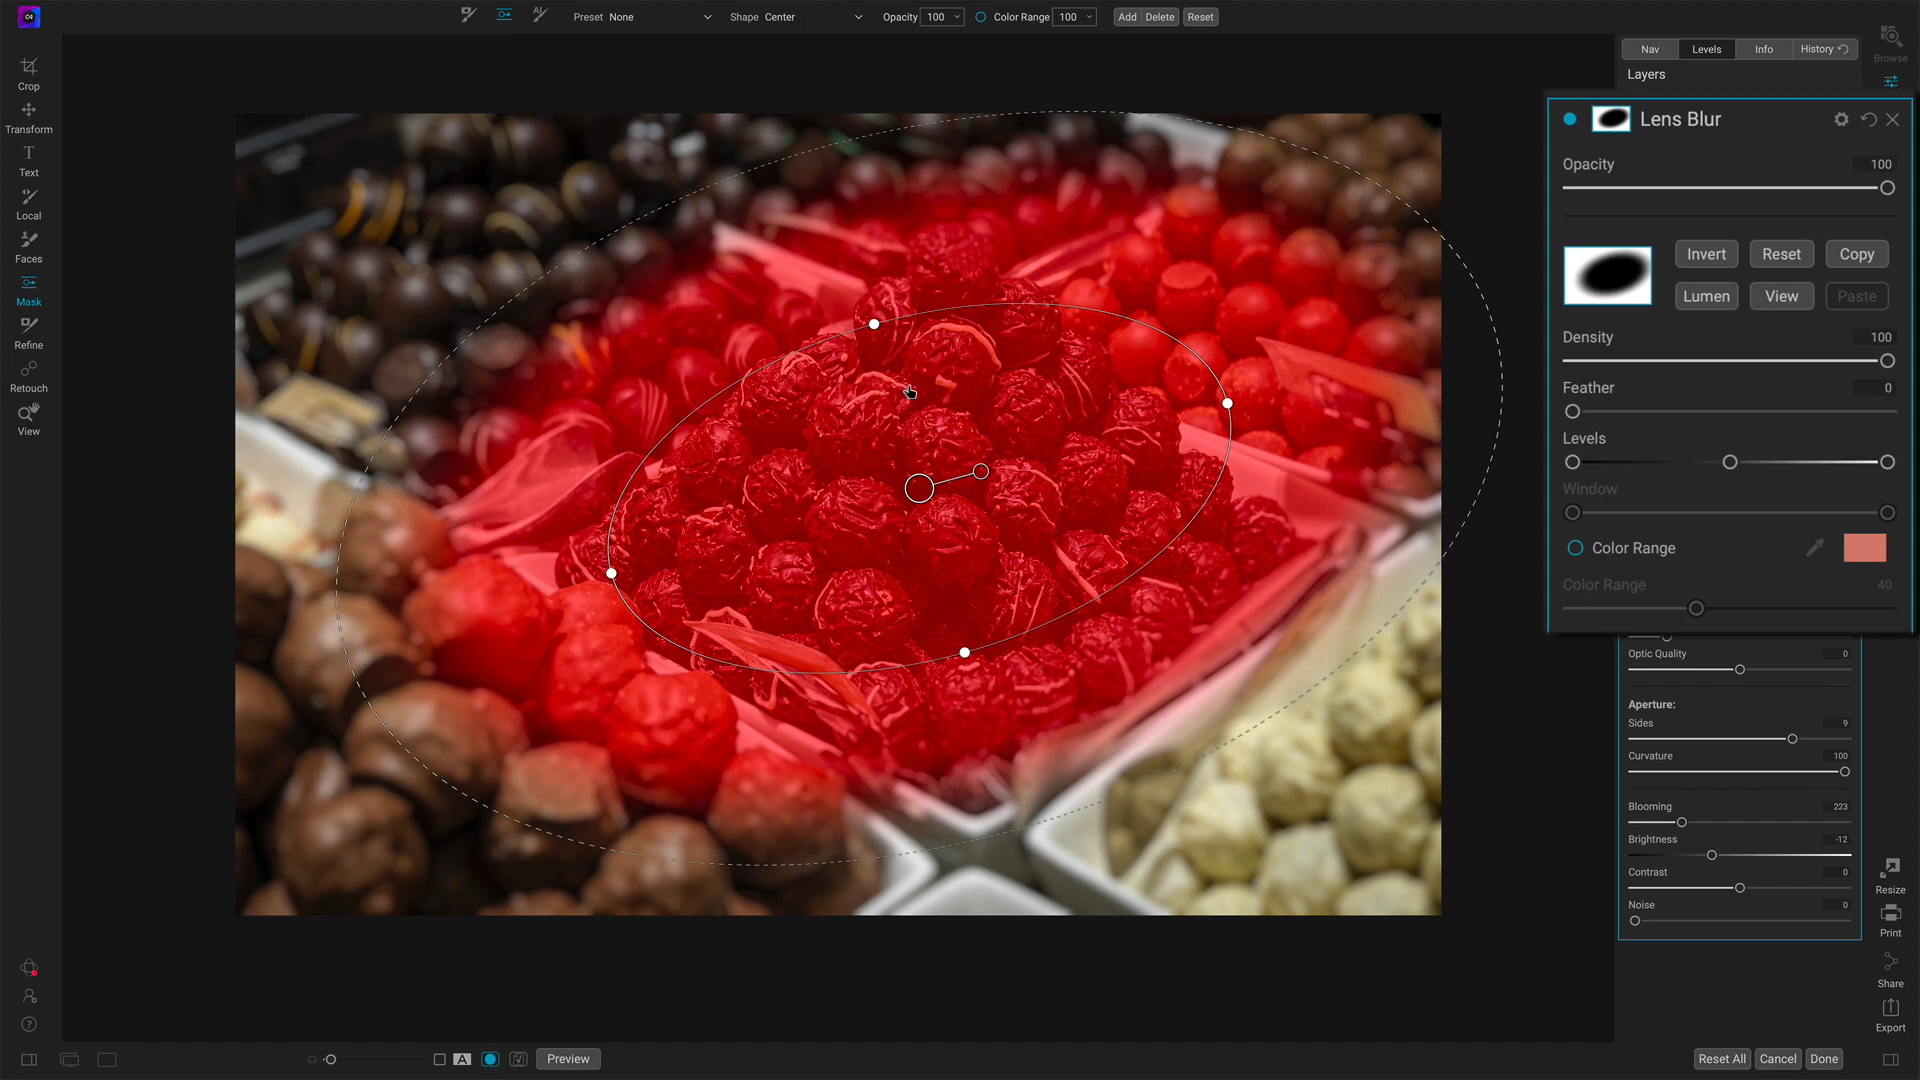 Preset None
Shape Center
Opacity 100
Color Range 100
Add Delete Reset
Crop
Transform
Text
Local
Faces
Mask
Refine
Retouch
View
Nav Levels Info History
Browse
Layers
Lens Blur
Opacity 100
Invert Reset Copy
Lumen View Paste
Density 100
Feather 0
Levels
Window
Color Range
Color Range 40
Optic Quality 0
Aperture:
Sides 9
Curvature 100
Blooming 223
Brightness -12
Contrast 0
Noise 0
Resize
Print
Share
Export
A
Preview
Reset All Cancel Done